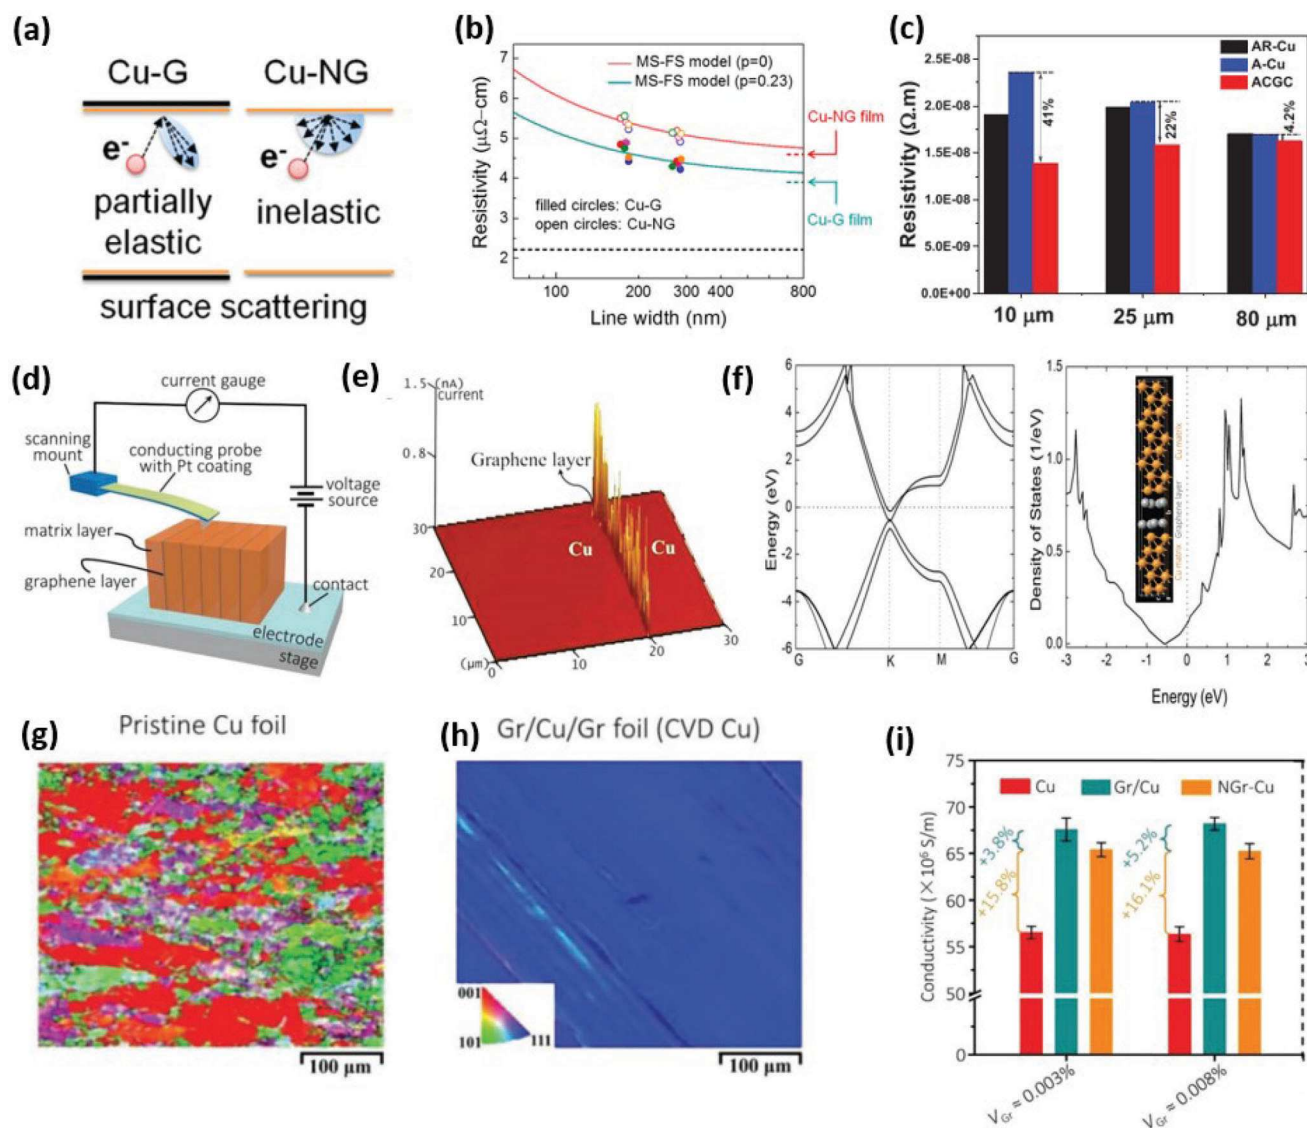 (a)
Cu-G
Cu-NG
e-
e-
partially
elastic
inelastic
surface scattering
(b)
Resistivity (μΩ–cm)
7
6
5
4
3
2
MS-FS model (p=0)
MS-FS model (p=0.23)
Cu-NG film
Cu-G film
filled circles: Cu-G
open circles: Cu-NG
100
200
300 400
800
Line width (nm)
(c)
Resistivity (Ω.m)
2.5E-08
2.0E-08
1.5E-08
1.0E-08
5.0E-09
0.0E+00
AR-Cu
A-Cu
ACGC
41%
22%
4.2%
10 μm
25 μm
80 μm
(d)
current gauge
scanning
mount
conducting probe
with Pt coating
voltage
source
matrix layer
graphene layer
contact
electrode
stage
(e)
1.5
(nA)
current
0.8
Graphene layer
30
20
10
(μm)
0
10
20
30
Cu
Cu
(f)
Energy (eV)
6
4
2
0
-2
-4
-6
G
K
M
G
Density of States (1/eV)
1.5
1.0
0.5
0.0
Cu matrix
Graphene layer
Cu matrix
-3
-2
-1
0
1
2
3
Energy (eV)
(g)
Pristine Cu foil
100 μm
(h)
Gr/Cu/Gr foil (CVD Cu)
001
101
111
100 μm
(i)
Conductivity (×10⁶ S/m)
75
70
65
60
55
50
0
Cu
Gr/Cu
NGr-Cu
+3.8%
+15.8%
+5.2%
+16.1%
VGr ≈ 0.003%
VGr ≈ 0.008%